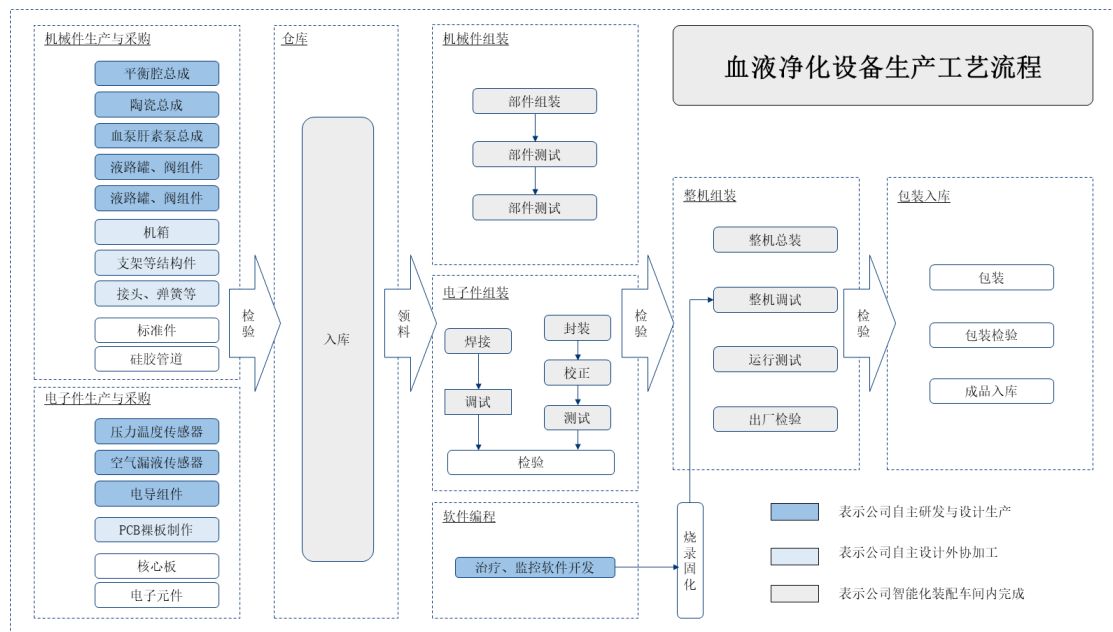 血液净化设备生产工艺流程
机械件生产与采购
平衡腔总成
陶瓷总成
血泵肝素泵总成
液路罐、阀组件
液路罐、阀组件
机箱
支架等结构件
接头、弹簧等
标准件
硅胶管道
电子件生产与采购
压力温度传感器
空气漏液传感器
电导组件
PCB裸板制作
核心板
电子元件
检验
仓库
入库
领料
机械件组装
部件组装
部件测试
部件测试
电子件组装
焊接
调试
封装
校正
测试
检验
软件编程
治疗、监控软件开发
烧录固化
检验
整机组装
整机总装
整机调试
运行测试
出厂检验
检验
包装入库
包装
包装检验
成品入库
表示公司自主研发与设计生产
表示公司自主设计外协加工
表示公司智能化装配车间内完成